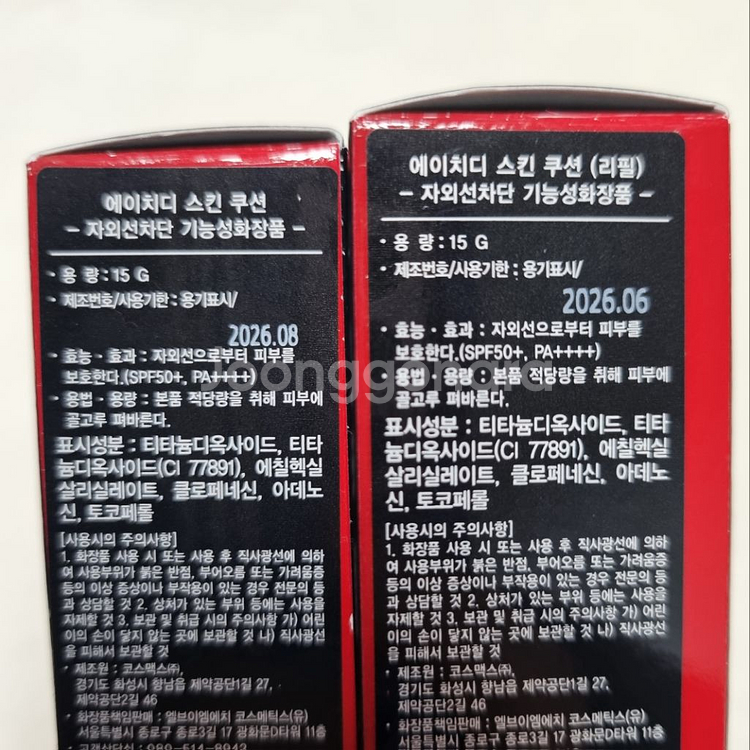 에이치디 스킨 쿠션
- 자외선차단 기능성화장품 -
· 용 량 : 15 G
· 제조번호/사용기한 : 용기표시/
2026.08
· 효능 · 효과 : 자외선으로부터 피부를
보호한다.(SPF50+, PA++++)
· 용법 · 용량 : 본품 적당량을 취해 피부에
골고루 펴바른다.
표시성분 : 티타늄디옥사이드, 티타
늄디옥사이드(CI 77891), 에칠헥실
살리실레이트, 클로페네신, 아데노
신, 토코페롤
[사용시의 주의사항]
1. 화장품 사용 시 또는 사용 후 직사광선에 의하
여 사용부위가 붉은 반점, 부어오름 또는 가려움증
등의 이상 증상이나 부작용이 있는 경우 전문의 등
과 상담할 것 2. 상처가 있는 부위 등에는 사용을
자제할 것 3. 보관 및 취급 시의 주의사항 가) 어린
이의 손이 닿지 않는 곳에 보관할 것 나) 직사광선
을 피해서 보관할 것
· 제조원 : 코스맥스㈜,
경기도 화성시 향남읍 제약공단1길 27,
제약공단2길 46
· 화장품책임판매 : 엘브이엠에치 코스메틱스(유)
서울특별시 종로구 종로3길 17 광화문D타워 11층
· 고객상담실 : 080-514-8942
에이치디 스킨 쿠션 (리필)
- 자외선차단 기능성화장품 -
· 용 량 : 15 G
· 제조번호/사용기한 : 용기표시/
2026.06
· 효능 · 효과 : 자외선으로부터 피부를
보호한다.(SPF50+, PA++++)
· 용법 · 용량 : 본품 적당량을 취해 피부에
골고루 펴바른다.
표시성분 : 티타늄디옥사이드, 티타
늄디옥사이드(CI 77891), 에칠헥실
살리실레이트, 클로페네신, 아데노
신, 토코페롤
[사용시의 주의사항]
1. 화장품 사용 시 또는 사용 후 직사광선에 의하
여 사용부위가 붉은 반점, 부어오름 또는 가려움증
등의 이상 증상이나 부작용이 있는 경우 전문의 등
과 상담할 것 2. 상처가 있는 부위 등에는 사용을
자제할 것 3. 보관 및 취급 시의 주의사항 가) 어린
이의 손이 닿지 않는 곳에 보관할 것 나) 직사광선
을 피해서 보관할 것
· 제조원 : 코스맥스㈜,
경기도 화성시 향남읍 제약공단1길 27,
제약공단2길 46
· 화장품책임판매 : 엘브이엠에치 코스메틱스(유)
서울특별시 종로구 종로3길 17 광화문D타워 11층
Joonggonara